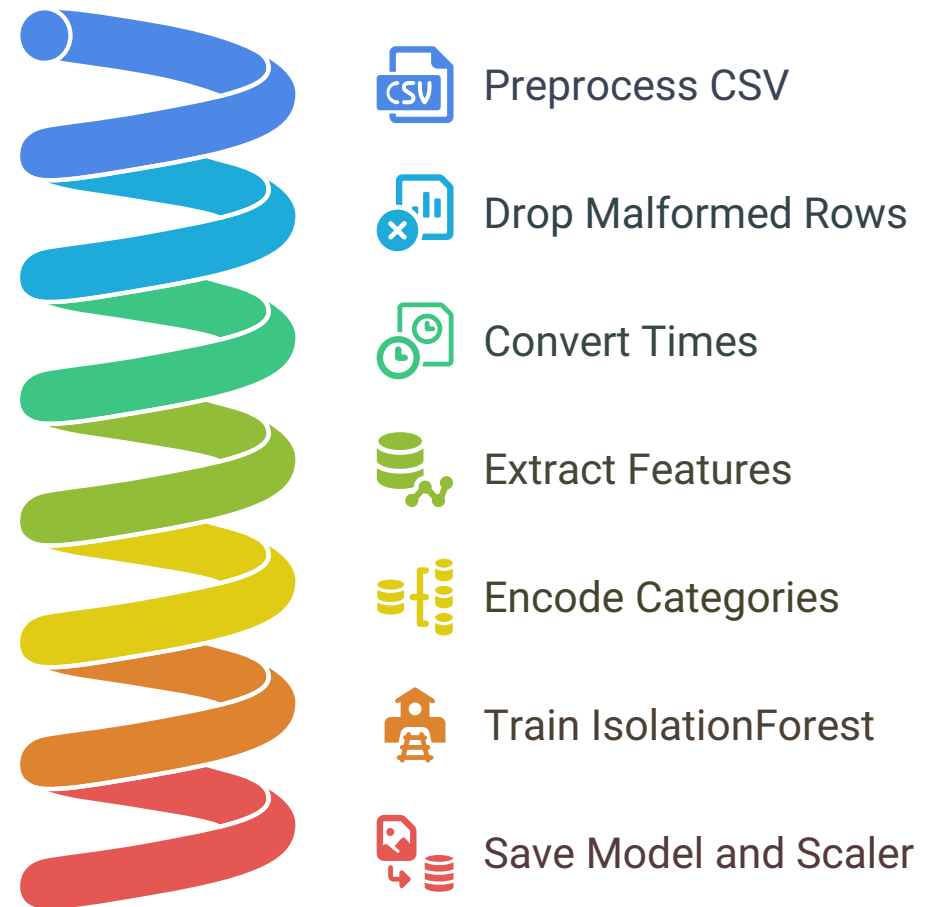 CSV
Preprocess CSV
Drop Malformed Rows
Convert Times
Extract Features
Encode Categories
Train IsolationForest
Save Model and Scaler